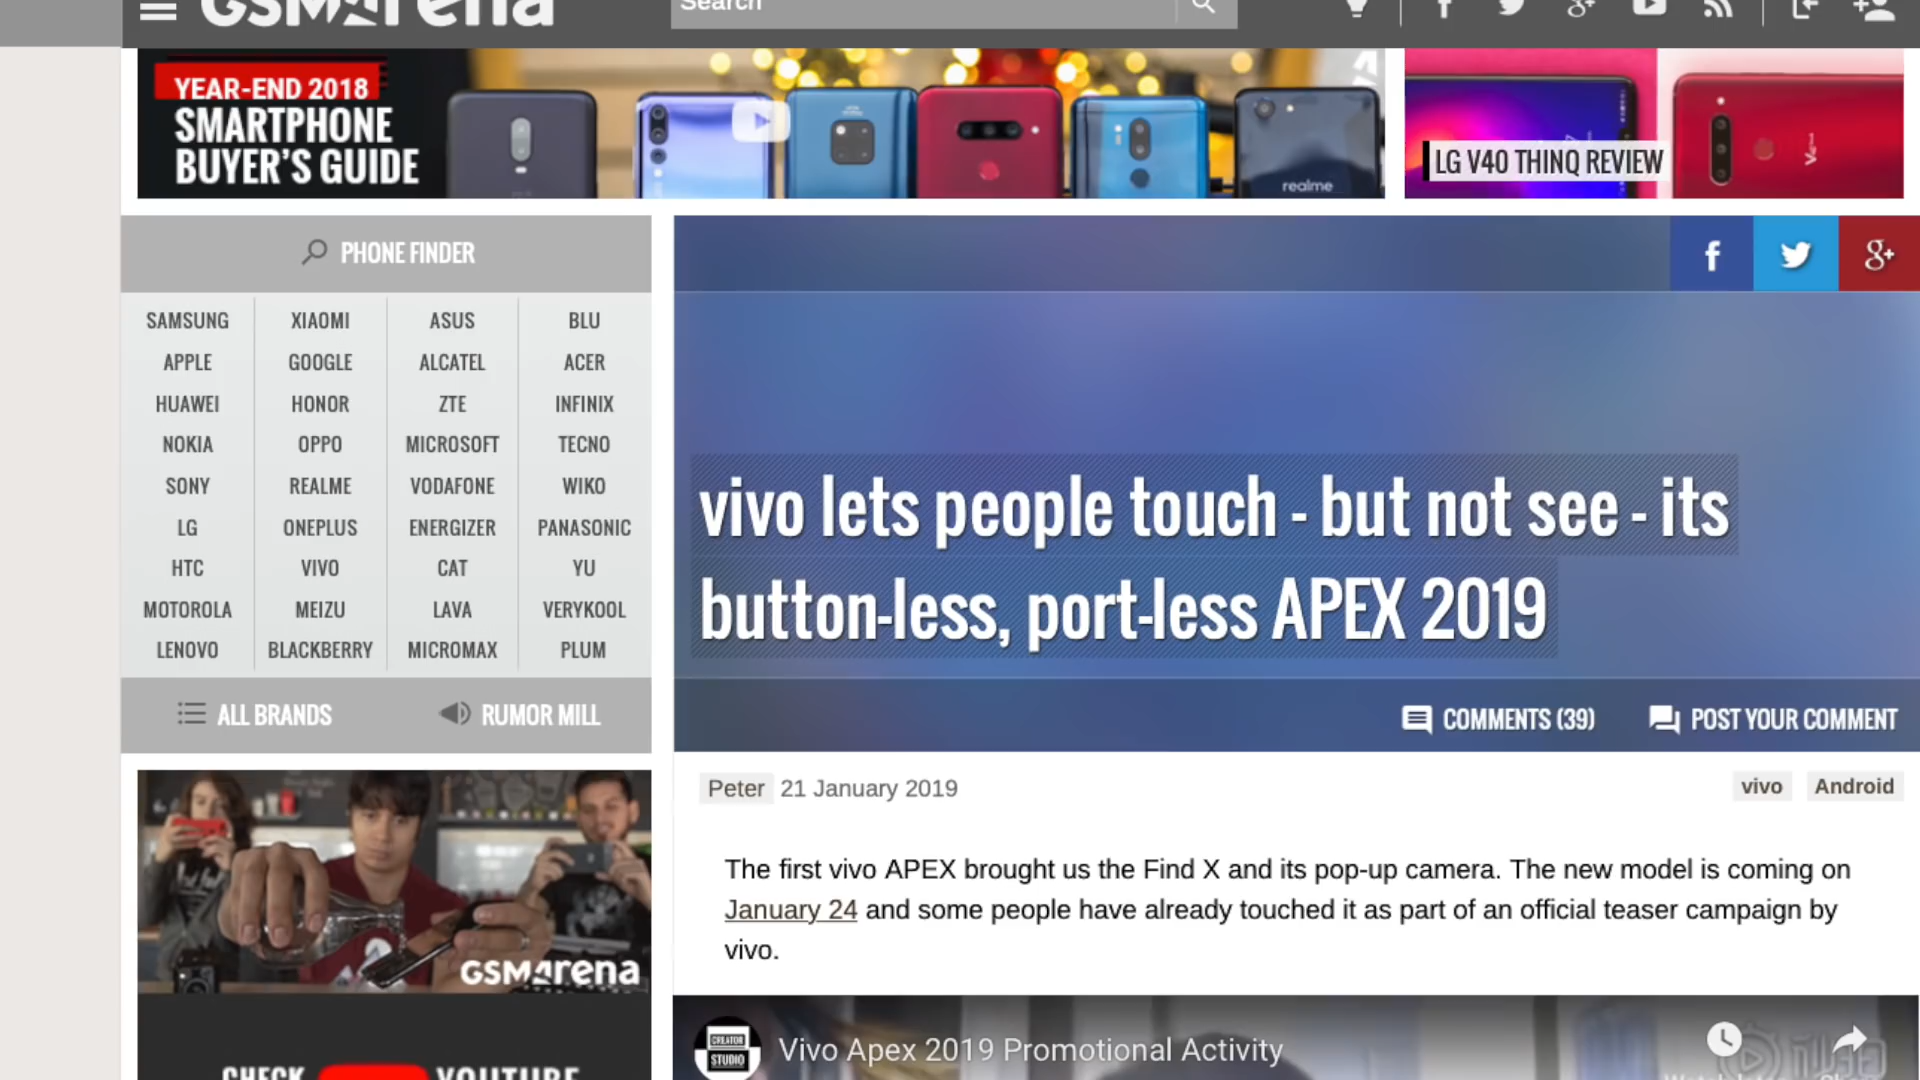 GSMArena
Search
YEAR-END 2018
SMARTPHONE
BUYER'S GUIDE
realme
LG V40 THINQ REVIEW
PHONE FINDER
SAMSUNG XIAOMI ASUS BLU
APPLE GOOGLE ALCATEL ACER
HUAWEI HONOR ZTE INFINIX
NOKIA OPPO MICROSOFT TECNO
SONY REALME VODAFONE WIKO
LG ONEPLUS ENERGIZER PANASONIC
HTC VIVO CAT YU
MOTOROLA MEIZU LAVA VERYKOOL
LENOVO BLACKBERRY MICROMAX PLUM
ALL BRANDS RUMOR MILL
GSMArena
CHECK YOUTUBE
f g+
vivo lets people touch - but not see - its
button-less, port-less APEX 2019
COMMENTS (39) POST YOUR COMMENT
Peter 21 January 2019 vivo Android
The first vivo APEX brought us the Find X and its pop-up camera. The new model is coming on
January 24 and some people have already touched it as part of an official teaser campaign by
vivo.
CREATOR
STUDIO
Vivo Apex 2019 Promotional Activity